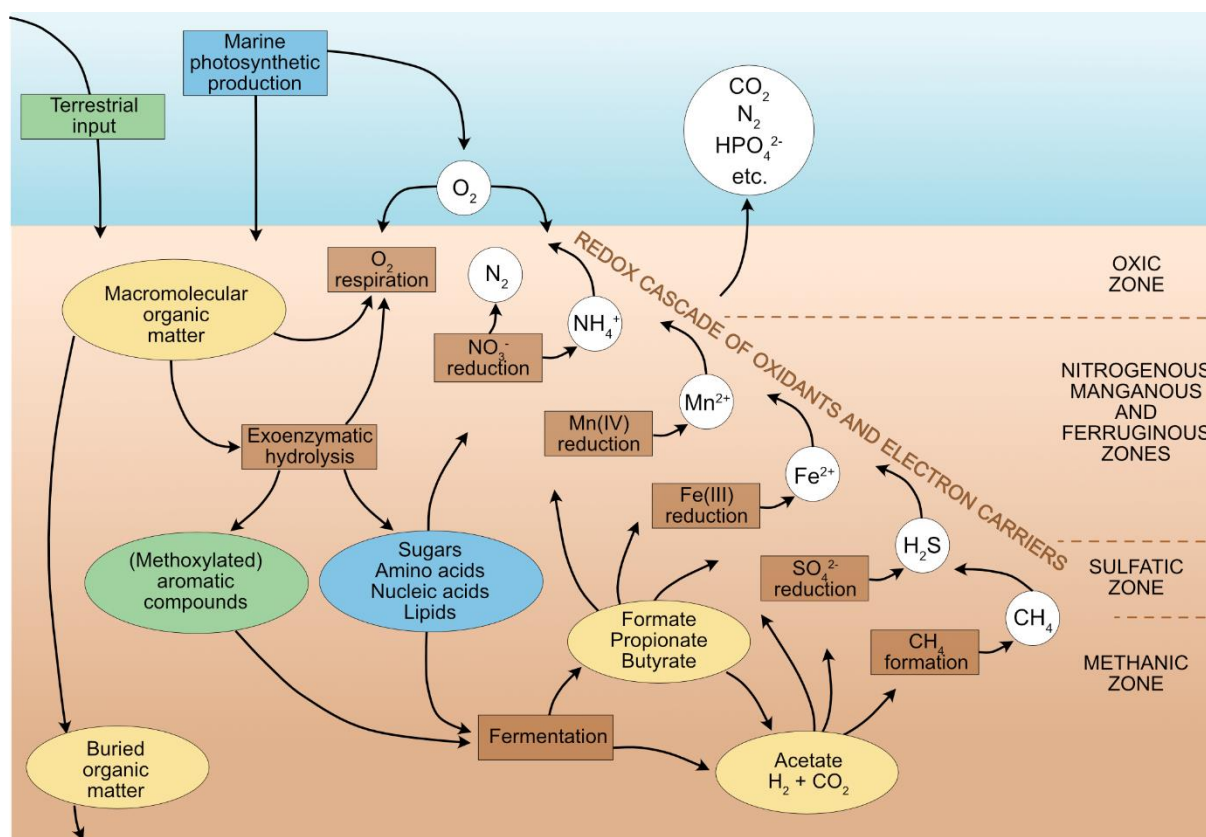 Marine
photosynthetic
production
Terrestrial
input
CO₂
N₂
HPO₄²⁻
etc.
O₂
REDOX CASCADE OF OXIDANTS AND ELECTRON CARRIERS
OXIC
ZONE
O₂
respiration
N₂
NH₄⁺
Macromolecular
organic
matter
NO₃⁻
reduction
NITROGENOUS
MANGANOUS
AND
FERRUGINOUS
ZONES
Mn²⁺
Mn(IV)
reduction
Exoenzymatic
hydrolysis
Fe²⁺
Fe(III)
reduction
(Methoxylated)
aromatic
compounds
Sugars
Amino acids
Nucleic acids
Lipids
H₂S
SO₄²⁻
reduction
SULFATIC
ZONE
Formate
Propionate
Butyrate
CH₄
CH₄
formation
METHANIC
ZONE
Fermentation
Buried
organic
matter
Acetate
H₂ + CO₂